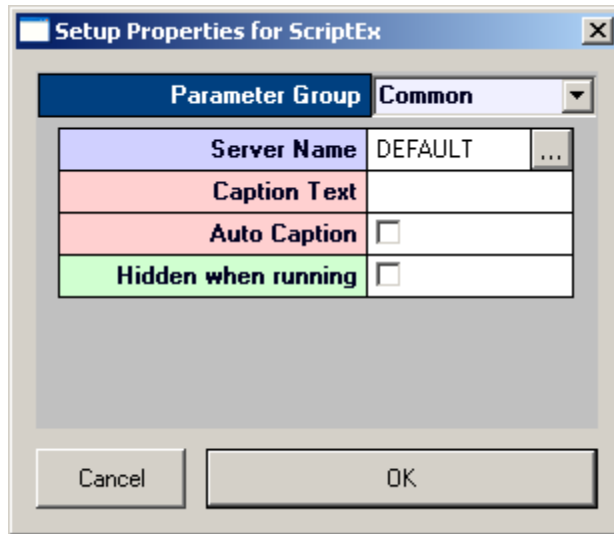 Setup Properties for ScriptEx
Parameter Group Common
Server Name DEFAULT ...
Caption Text
Auto Caption
Hidden when running
Cancel OK